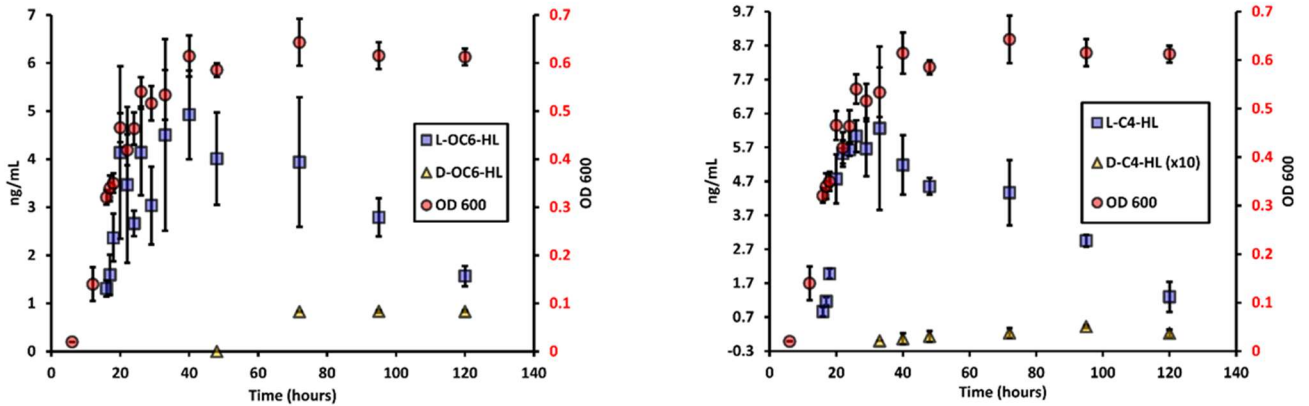 7
6
5
4
3
2
1
0
ng/mL
0.7
0.6
0.5
0.4
0.3
0.2
0.1
0
OD 600
L-OC6-HL
D-OC6-HL
OD 600
0 20 40 60 80 100 120 140
Time (hours)
9.7
8.7
7.7
6.7
5.7
4.7
3.7
2.7
1.7
0.7
-0.3
ng/mL
0.7
0.6
0.5
0.4
0.3
0.2
0.1
0
OD 600
L-C4-HL
D-C4-HL (x10)
OD 600
0 20 40 60 80 100 120 140
Time (hours)